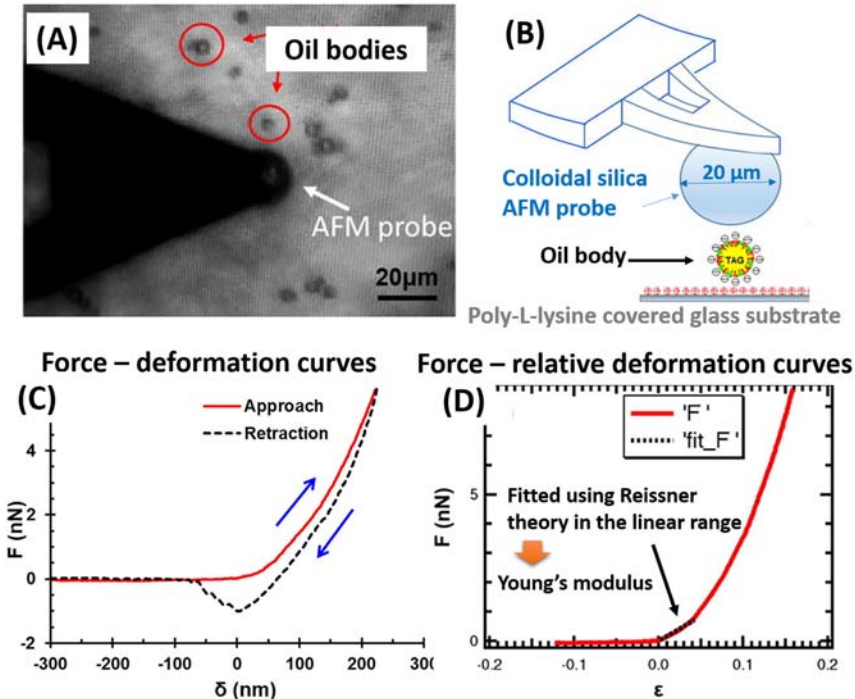 (A)
Oil bodies
AFM probe
20μm
(B)
Colloidal silica
AFM probe
20 μm
Oil body
TAG
Poly-L-lysine covered glass substrate
Force – deformation curves
(C)
Approach
Retraction
F (nN)
4
2
0
-2
-300
-200
-100
0
100
200
300
δ (nm)
Force – relative deformation curves
(D)
'F '
'fit_F '
Fitted using Reissner
theory in the linear range
Young's modulus
F (nN)
5
0
-0.2
-0.1
0.0
0.1
0.2
ε